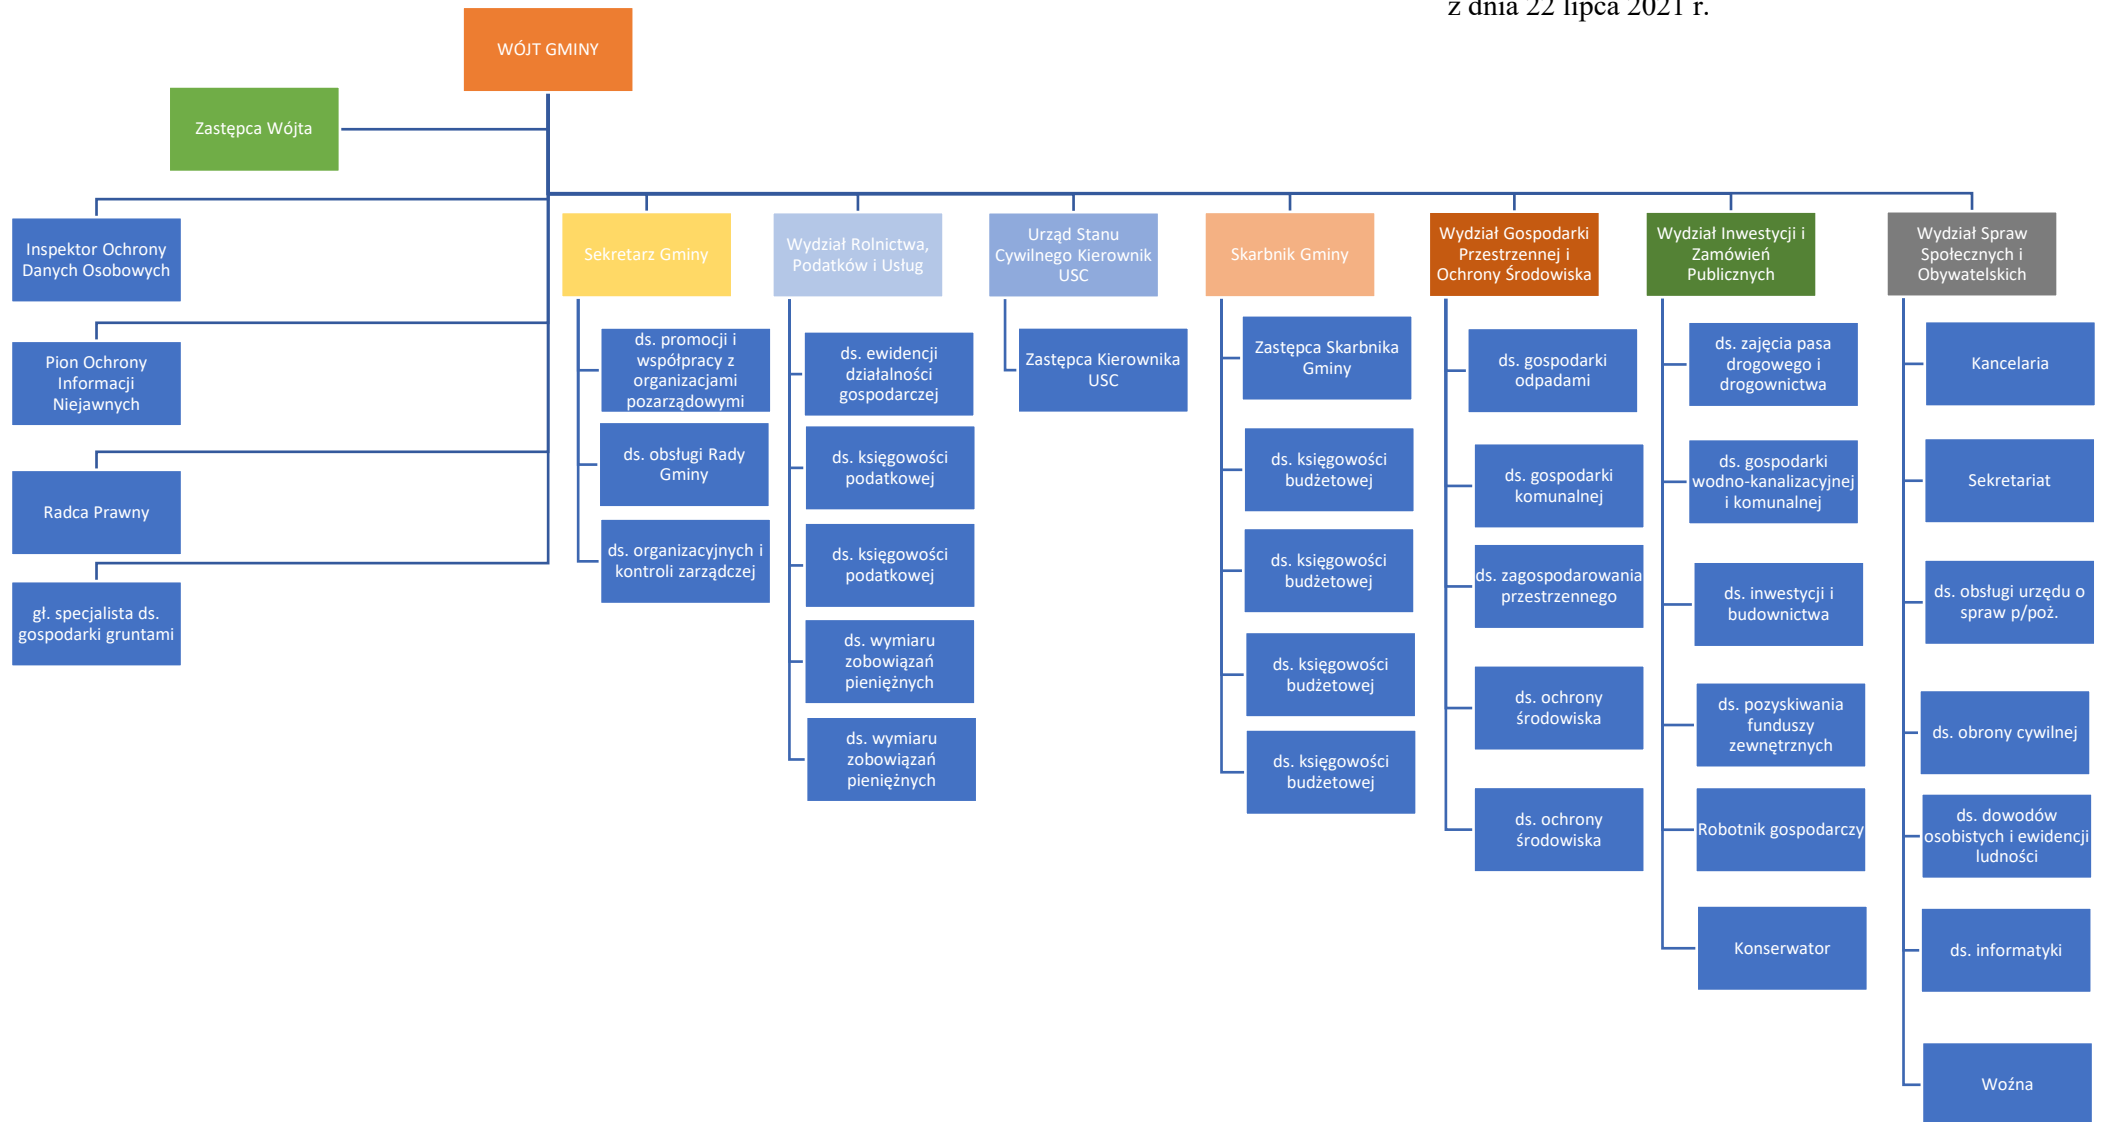 z dnia 22 lipca 2021 r.
WÓJT GMINY
Zastępca Wójta
Inspektor Ochrony
Danych Osobowych
Pion Ochrony
Informacji
Niejawnych
Radca Prawny
gł. specjalista ds.
gospodarki gruntami
Sekretarz Gminy
ds. promocji i
współpracy z
organizacjami
pozarządowymi
ds. obsługi Rady
Gminy
ds. organizacyjnych i
kontroli zarządczej
Wydział Rolnictwa,
Podatków i Usług
ds. ewidencji
działalności
gospodarczej
ds. księgowości
podatkowej
ds. księgowości
podatkowej
ds. wymiaru
zobowiązań
pieniężnych
ds. wymiaru
zobowiązań
pieniężnych
Urząd Stanu
Cywilnego Kierownik
USC
Zastępca Kierownika
USC
Skarbnik Gminy
Zastępca Skarbnika
Gminy
ds. księgowości
budżetowej
ds. księgowości
budżetowej
ds. księgowości
budżetowej
ds. księgowości
budżetowej
Wydział Gospodarki
Przestrzennej i
Ochrony Środowiska
ds. gospodarki
odpadami
ds. gospodarki
komunalnej
ds. zagospodarowania
przestrzennego
ds. ochrony
środowiska
ds. ochrony
środowiska
Wydział Inwestycji i
Zamówień
Publicznych
ds. zajęcia pasa
drogowego i
drogownictwa
ds. gospodarki
wodno-kanalizacyjnej
i komunalnej
ds. inwestycji i
budownictwa
ds. pozyskiwania
funduszy
zewnętrznych
Robotnik gospodarczy
Konserwator
Wydział Spraw
Społecznych i
Obywatelskich
Kancelaria
Sekretariat
ds. obsługi urzędu o
spraw p/poż.
ds. obrony cywilnej
ds. dowodów
osobistych i ewidencji
ludności
ds. informatyki
Woźna